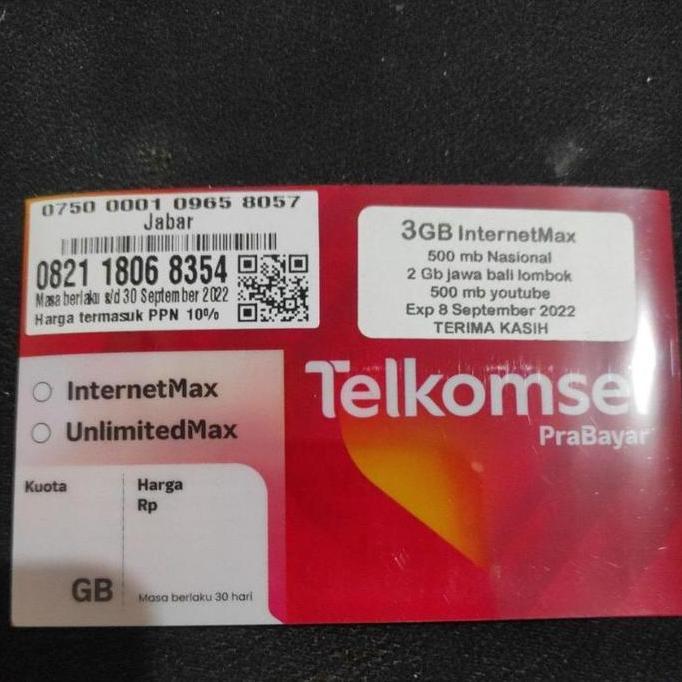 0750 0001 0965 8057
Jabar
0821 1806 8354
Masa berlaku s/d 30 September 2022
Harga termasuk PPN 10%
3GB InternetMax
500 mb Nasional
2 Gb jawa bali lombok
500 mb youtube
Exp 8 September 2022
TERIMA KASIH
InternetMax
UnlimitedMax
Telkomsel
PraBayar
Kuota
Harga
Rp
GB
Masa berlaku 30 hari